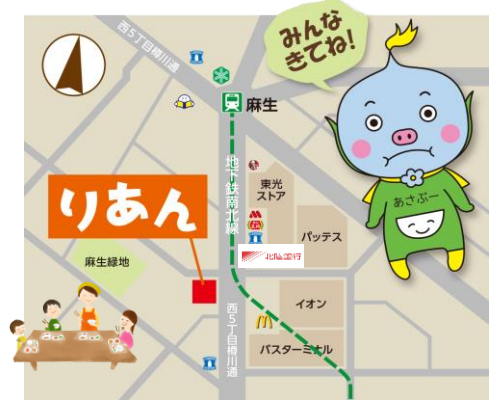 みんな
きてね!
西5丁目樽川通
麻生
地下鉄南北線
東光
ストア
あさぶー
りあん
パッテス
北陸銀行
麻生緑地
イオン
西5丁目樽川通
バスターミナル